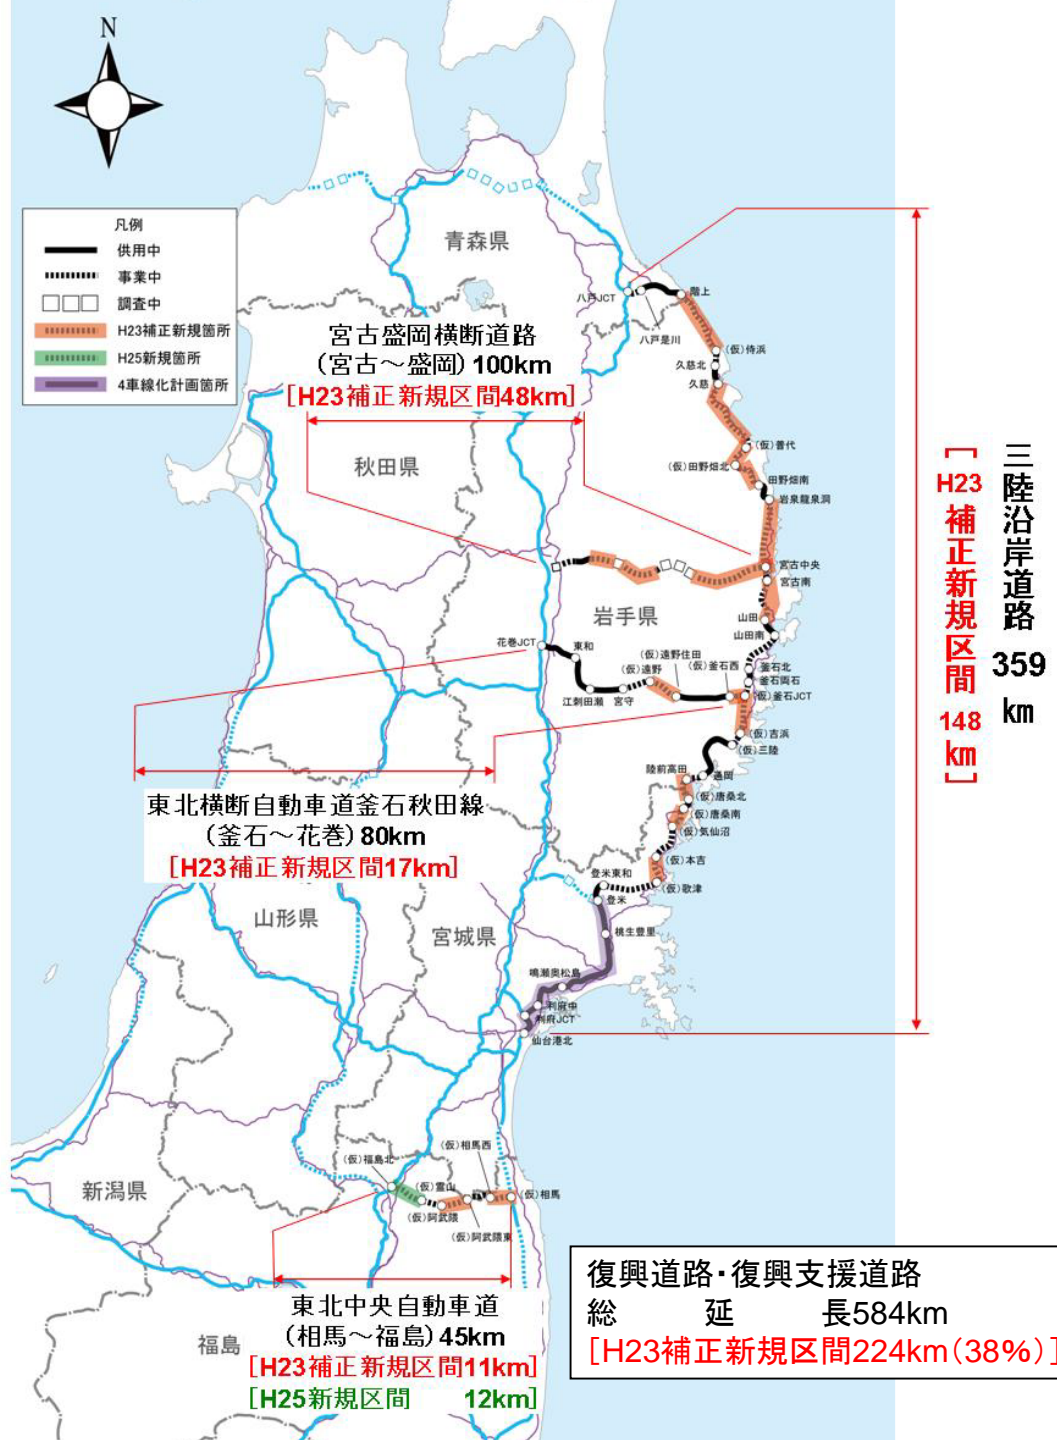 N
凡例
供用中
事業中
調査中
H23補正新規箇所
H25新規箇所
4車線化計画箇所
青森県
八戸JCT
八戸是川
階上
(仮)侍浜
久慈北
久慈
(仮)普代
(仮)田野畑北
田野畑南
岩泉龍泉洞
宮古盛岡横断道路
(宮古～盛岡)100km
[H23補正新規区間48km]
秋田県
宮古中央
宮古南
岩手県
山田
山田南
花巻JCT
東和
江刺田瀬
宮守
(仮)遠野
(仮)遠野住田
(仮)釜石西
釜石北
釜石両石
(仮)釜石JCT
(仮)吉浜
(仮)三陸
通岡
陸前高田
(仮)唐桑北
(仮)唐桑南
(仮)気仙沼
(仮)本吉
(仮)歌津
三陸沿岸道路 359 km
[H23補正新規区間 148 km]
東北横断自動車道釜石秋田線
(釜石～花巻)80km
[H23補正新規区間17km]
登米東和
登米
桃生豊里
鳴瀬奥松島
利府中
利府JCT
仙台港北
山形県
宮城県
新潟県
(仮)福島北
(仮)霊山
(仮)阿武隈
(仮)阿武隈東
(仮)相馬西
(仮)相馬
福島
東北中央自動車道
(相馬～福島)45km
[H23補正新規区間11km]
[H25新規区間 12km]
復興道路・復興支援道路
総 延 長584km
[H23補正新規区間224km(38%)]